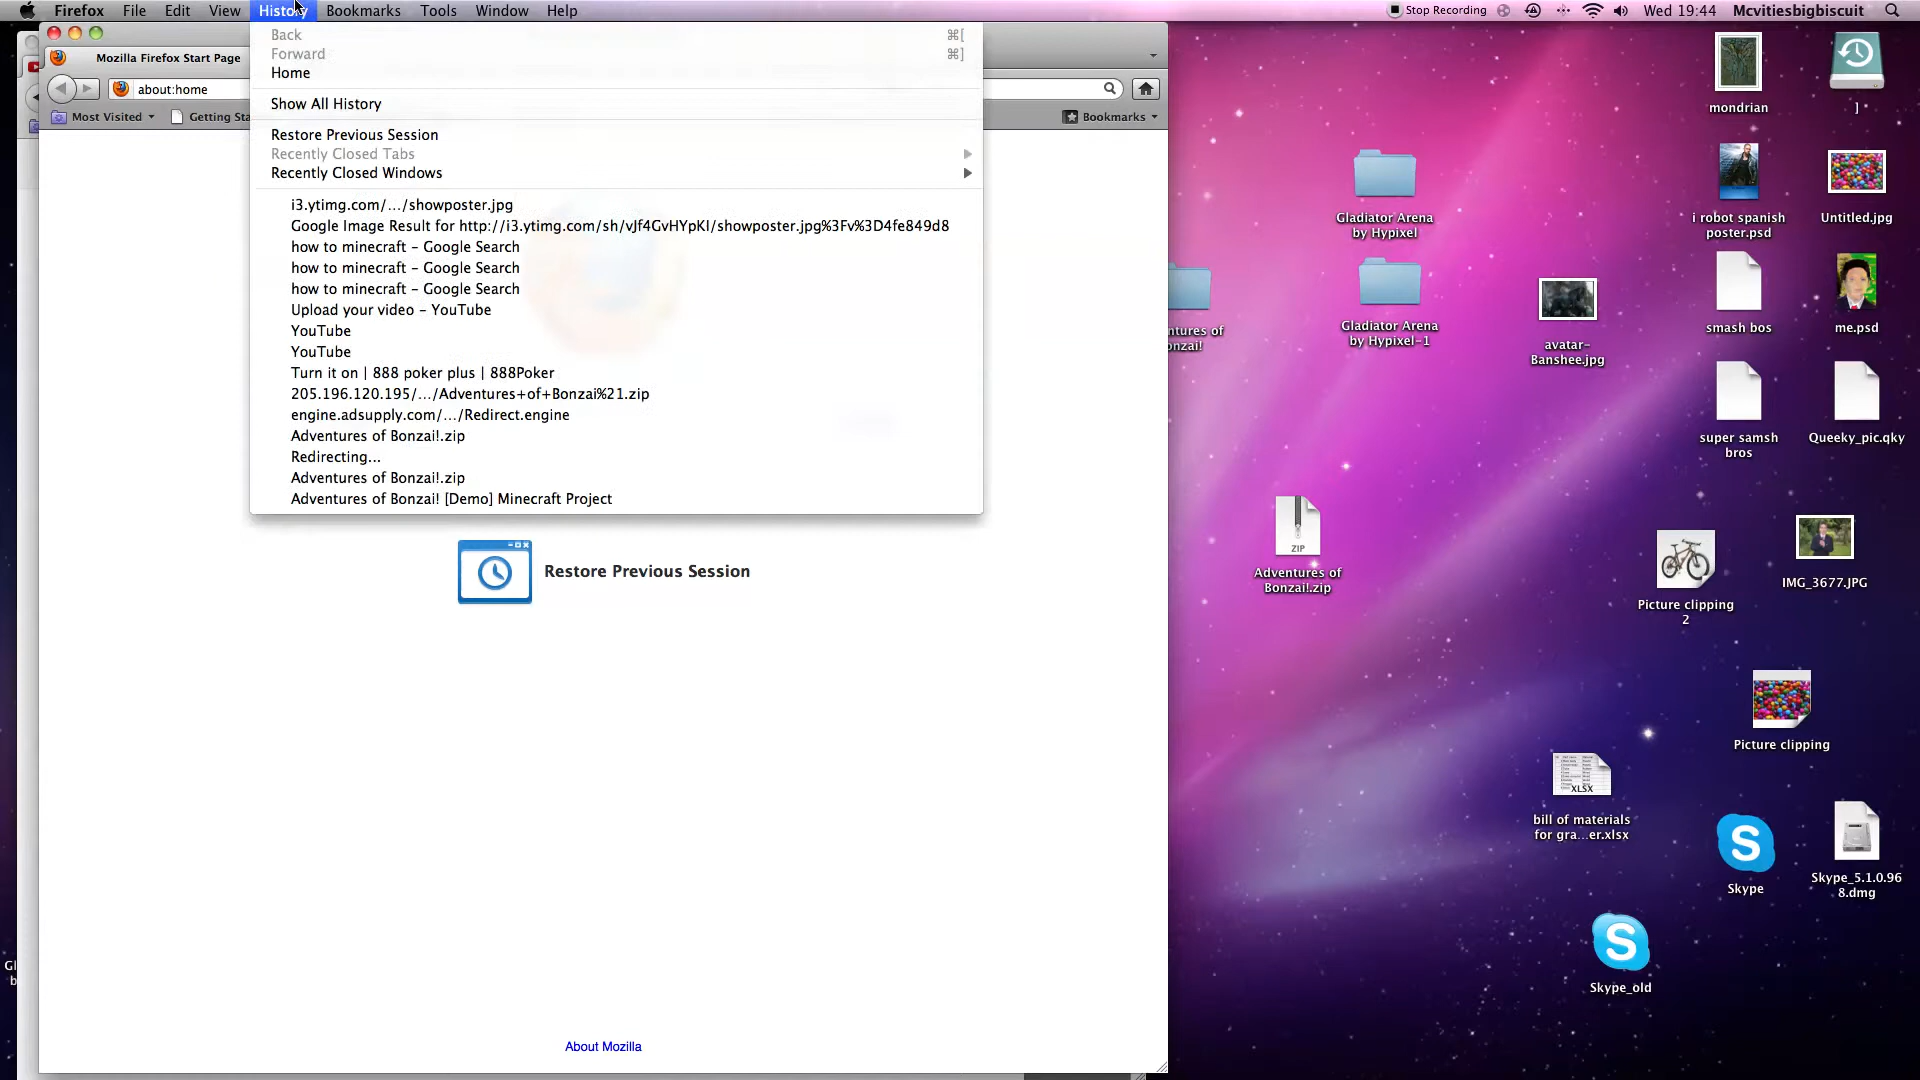 Firefox File Edit View History Bookmarks Tools Window Help
Stop Recording Wed 19:44 Mcvitiesbigbiscuit
Mozilla Firefox Start Page
about:home
Most Visited Getting Sta
Bookmarks
Back ⌘[
Forward ⌘]
Home
Show All History
Restore Previous Session
Recently Closed Tabs
Recently Closed Windows
i3.ytimg.com/.../showposter.jpg
Google Image Result for http://i3.ytimg.com/sh/vJf4GvHYpKI/showposter.jpg%3Fv%3D4fe849d8
how to minecraft – Google Search
how to minecraft – Google Search
how to minecraft – Google Search
Upload your video – YouTube
YouTube
YouTube
Turn it on | 888 poker plus | 888Poker
205.196.120.195/.../Adventures+of+Bonzai%21.zip
engine.adsupply.com/.../Redirect.engine
Adventures of Bonzai!.zip
Redirecting...
Adventures of Bonzai!.zip
Adventures of Bonzai! [Demo] Minecraft Project
Restore Previous Session
About Mozilla
mondrian
]
Gladiator Arena
by Hypixel
i robot spanish
poster.psd
Untitled.jpg
ntures of
onzai!
Gladiator Arena
by Hypixel-1
avatar-
Banshee.jpg
smash bos
me.psd
super samsh
bros
Queeky_pic.qky
ZIP
Adventures of
Bonzai!.zip
Picture clipping
2
IMG_3677.JPG
Picture clipping
XLSX
bill of materials
for gra...er.xlsx
Skype
Skype_5.1.0.96
8.dmg
Skype_old
Gl
b